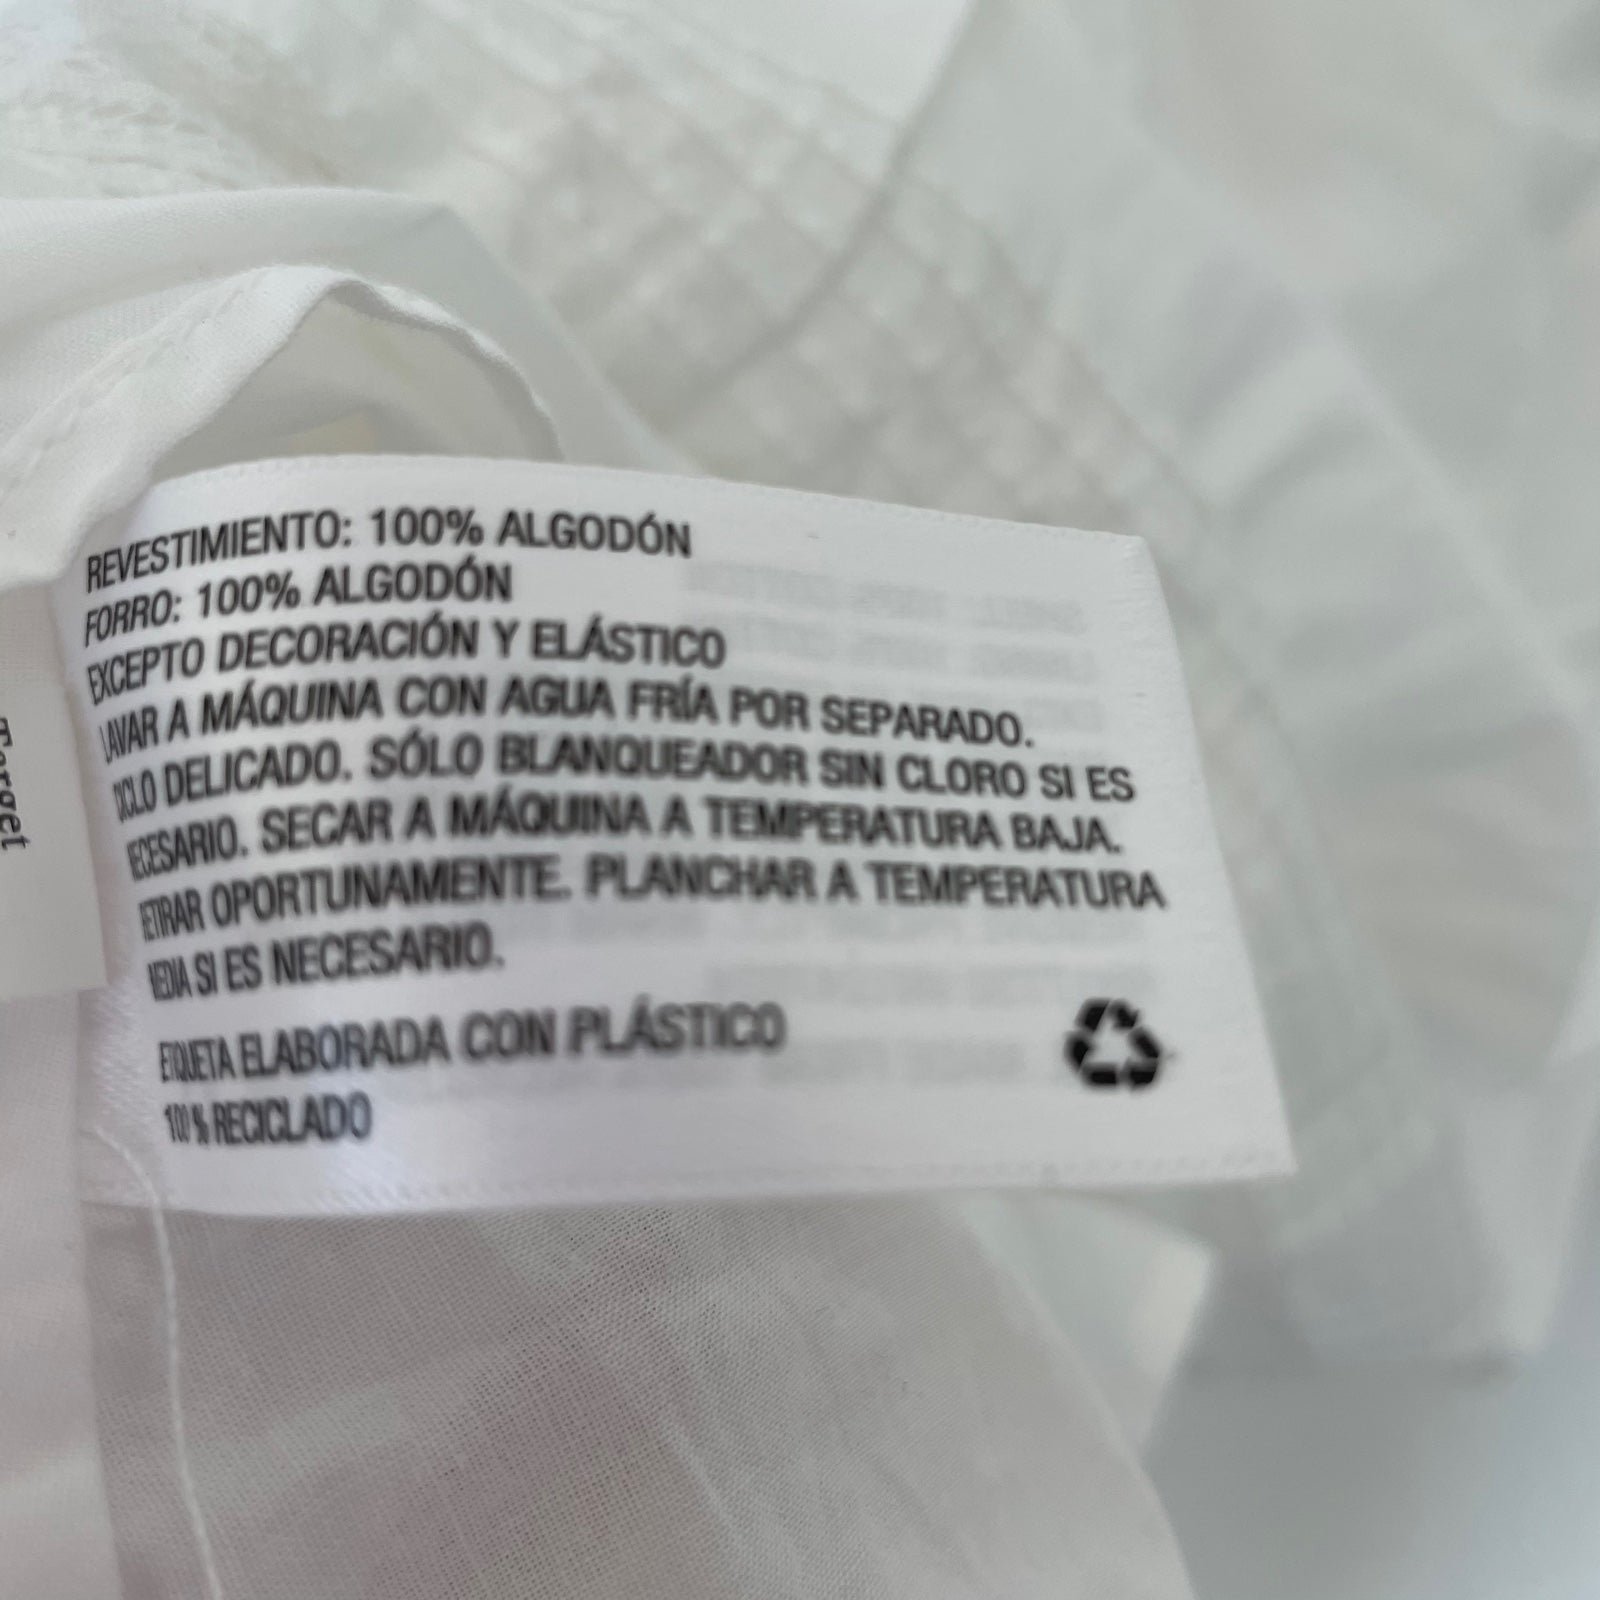 REVESTIMIENTO: 100% ALGODÓN
FORRO: 100% ALGODÓN
EXCEPTO DECORACIÓN Y ELÁSTICO
LAVAR A MÁQUINA CON AGUA FRÍA POR SEPARADO.
CICLO DELICADO. SÓLO BLANQUEADOR SIN CLORO SI ES
NECESARIO. SECAR A MÁQUINA A TEMPERATURA BAJA.
RETIRAR OPORTUNAMENTE. PLANCHAR A TEMPERATURA
MEDIA SI ES NECESARIO.
ETIQUETA ELABORADA CON PLÁSTICO
100% RECICLADO
Target